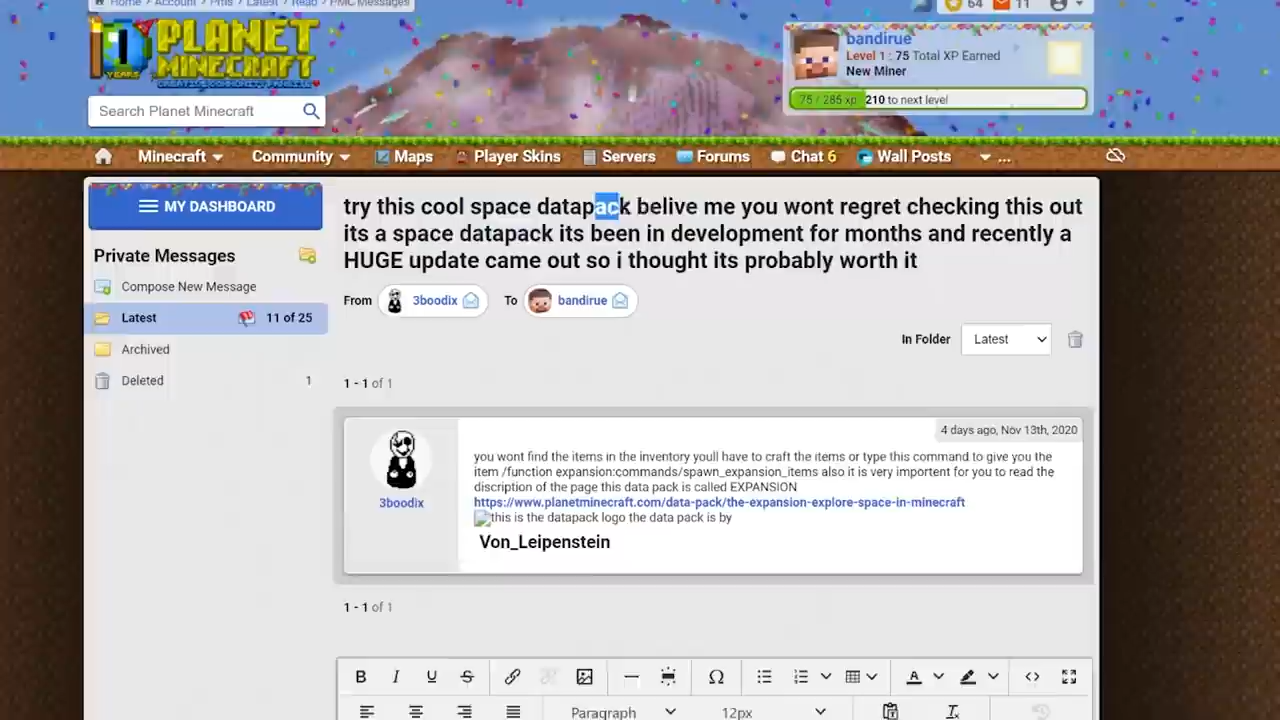 Home › Account › Pms › Latest › Read › PMC Messages
64 11
PLANET
MINECRAFT
YEARS
bandirue
Level 1 : 75 Total XP Earned
New Miner
75 / 285 xp 210 to next level
Search Planet Minecraft
Minecraft Community Maps Player Skins Servers Forums Chat 6 Wall Posts ...
MY DASHBOARD
try this cool space datapack belive me you wont regret checking this out
its a space datapack its been in development for months and recently a
HUGE update came out so i thought its probably worth it
Private Messages
Compose New Message
Latest 11 of 25
Archived
Deleted 1
From 3boodix To bandirue
In Folder Latest
1 - 1 of 1
4 days ago, Nov 13th, 2020
3boodix
you wont find the items in the inventory youll have to craft the items or type this command to give you the
item /function expansion:commands/spawn_expansion_items also it is very importent for you to read the
discription of the page this data pack is called EXPANSION
https://www.planetminecraft.com/data-pack/the-expansion-explore-space-in-minecraft
this is the datapack logo the data pack is by
Von_Leipenstein
1 - 1 of 1
B I U S Ω A <>
Paragraph 12px